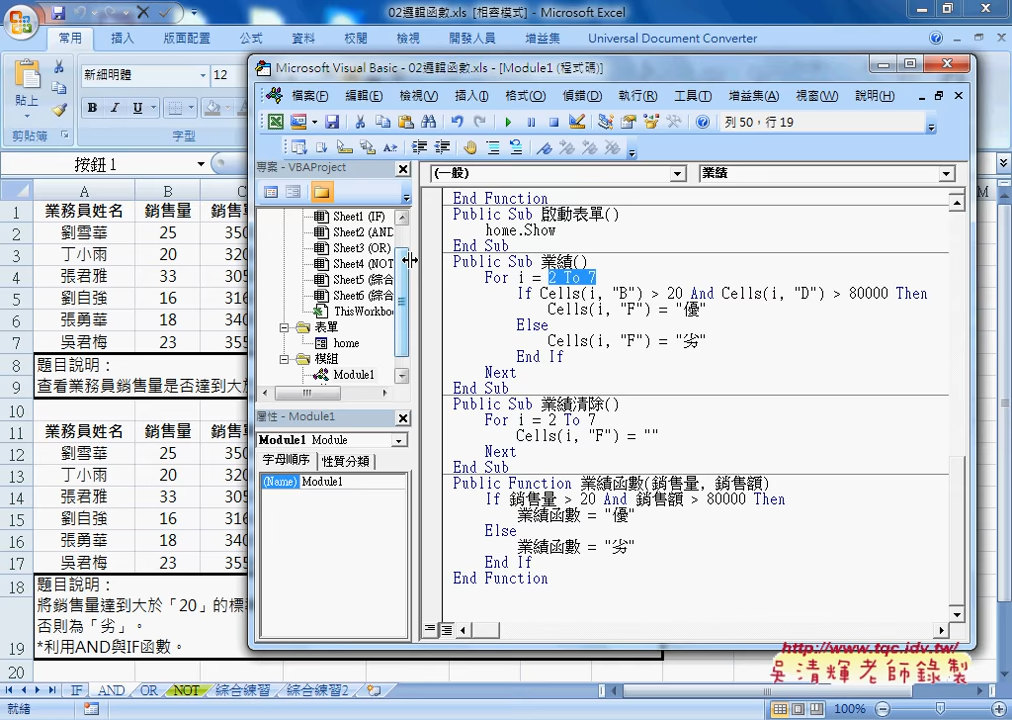 02邏輯函數.xls [相容模式] - Microsoft Excel
常用 插入 版面配置 公式 資料 校閱 檢視 開發人員 增益集 Universal Document Converter
貼上
剪貼簿
新細明體 12
B I U
字型
按鈕 1
A B C M
1 業務員姓名 銷售量
2 劉雪華 25 350
3 丁小雨 20
4 張君雅 33 305
5 劉自強 16 316
6 張勇華 18 340
7 吳君梅 23 355
8 題目說明：
9 查看業務員銷售量是否達到大於
10
11 業務員姓名 銷售量
12 劉雪華 25 350
13 丁小雨 20
14 張君雅 33 305
15 劉自強 16 316
16 張勇華 18 340
17 吳君梅 23 355
18 題目說明：
將銷售量達到大於「20」的標
否則為「劣」。
19 *利用AND與IF函數。
20
IF AND OR NOT 綜合練習 綜合練習2
就緒
100%
Microsoft Visual Basic - 02邏輯函數.xls - [Module1 (程式碼)]
檔案(F) 編輯(E) 檢視(V) 插入(I) 格式(O) 偵錯(D) 執行(R) 工具(T) 增益集(A) 視窗(W) 說明(H)
列 50，行 19
專案 - VBAProject
Sheet1 (IF)
Sheet2 (AND
Sheet3 (OR)
Sheet4 (NOT
Sheet5 (綜合
Sheet6 (綜合
ThisWorkboo
表單
home
模組
Module1
屬性 - Module1
Module1 Module
字母順序 性質分類
(Name) Module1
(一般) 業績
End Function
Public Sub 啟動表單()
home.Show
End Sub
Public Sub 業績()
For i = 2 To 7
If Cells(i, "B") > 20 And Cells(i, "D") > 80000 Then
Cells(i, "F") = "優"
Else
Cells(i, "F") = "劣"
End If
Next
End Sub
Public Sub 業績清除()
For i = 2 To 7
Cells(i, "F") = ""
Next
End Sub
Public Function 業績函數(銷售量, 銷售額)
If 銷售量 > 20 And 銷售額 > 80000 Then
業績函數 = "優"
Else
業績函數 = "劣"
End If
End Function
http://www.tqc.idv.tw/
吳清輝老師錄製